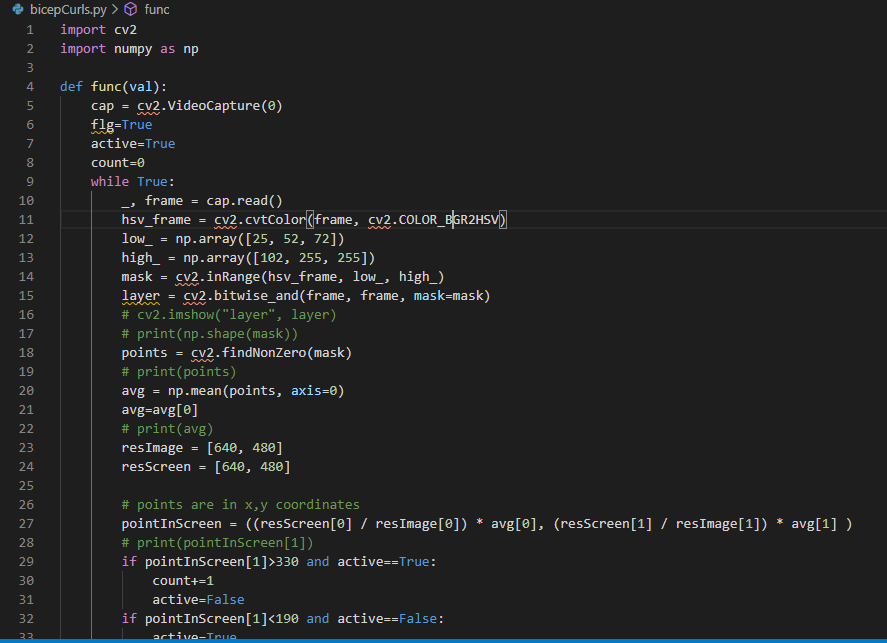 bicepCurls.py > func
1 import cv2
2 import numpy as np
3
4 def func(val):
5     cap = cv2.VideoCapture(0)
6     flg=True
7     active=True
8     count=0
9     while True:
10         _, frame = cap.read()
11         hsv_frame = cv2.cvtColor(frame, cv2.COLOR_BGR2HSV)
12         low_ = np.array([25, 52, 72])
13         high_ = np.array([102, 255, 255])
14         mask = cv2.inRange(hsv_frame, low_, high_)
15         layer = cv2.bitwise_and(frame, frame, mask=mask)
16         # cv2.imshow("layer", layer)
17         # print(np.shape(mask))
18         points = cv2.findNonZero(mask)
19         # print(points)
20         avg = np.mean(points, axis=0)
21         avg=avg[0]
22         # print(avg)
23         resImage = [640, 480]
24         resScreen = [640, 480]
25
26         # points are in x,y coordinates
27         pointInScreen = ((resScreen[0] / resImage[0]) * avg[0], (resScreen[1] / resImage[1]) * avg[1] )
28         # print(pointInScreen[1])
29         if pointInScreen[1]>330 and active==True:
30             count+=1
31             active=False
32         if pointInScreen[1]<190 and active==False:
33             active=True